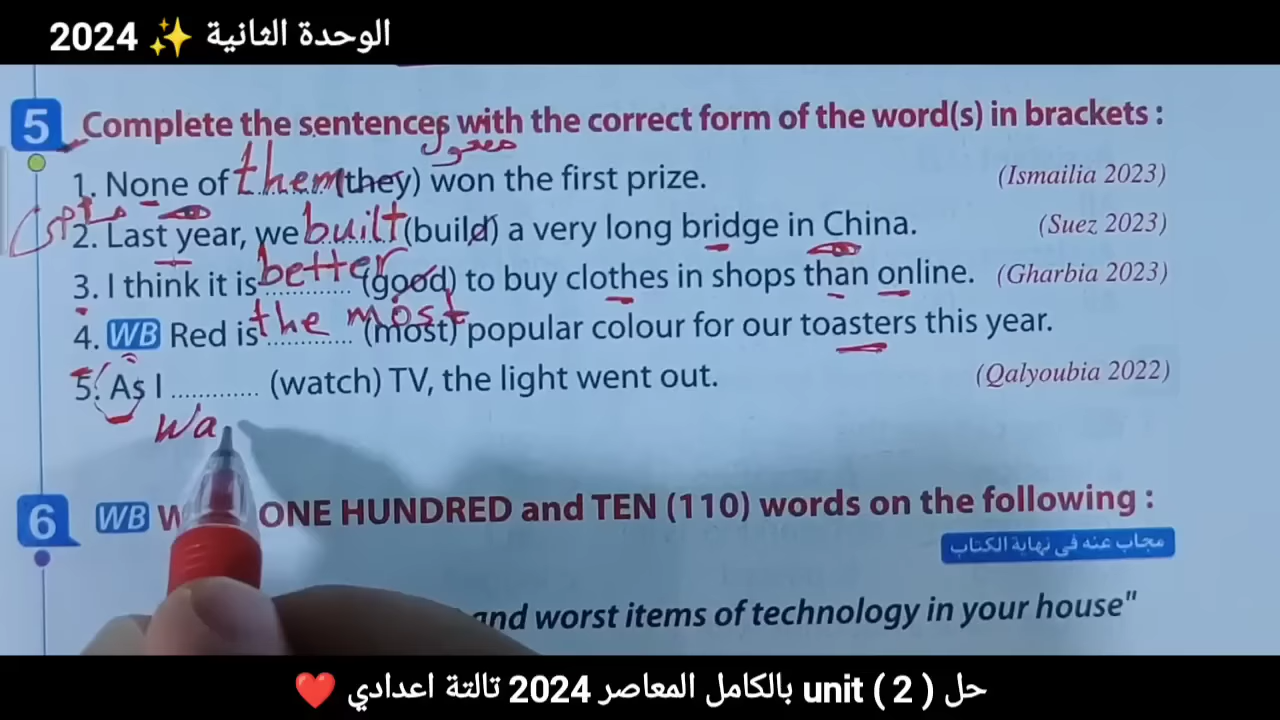 الوحدة الثانية ✨ 2024
5 Complete the sentences with the correct form of the word(s) in brackets :
مفعول
1. None of them (they) won the first prize. (Ismailia 2023)
2. Last year, we built (build) a very long bridge in China. (Suez 2023)
3. I think it is better (good) to buy clothes in shops than online. (Gharbia 2023)
4. WB Red is the most (most) popular colour for our toasters this year.
5. As I ............ (watch) TV, the light went out. (Qalyoubia 2022)
Wa
6 WB W ONE HUNDRED and TEN (110) words on the following :
مجاب عنه فى نهاية الكتاب
and worst items of technology in your house"
حل unit ( 2 ) بالكامل المعاصر 2024 تالتة اعدادي ❤️